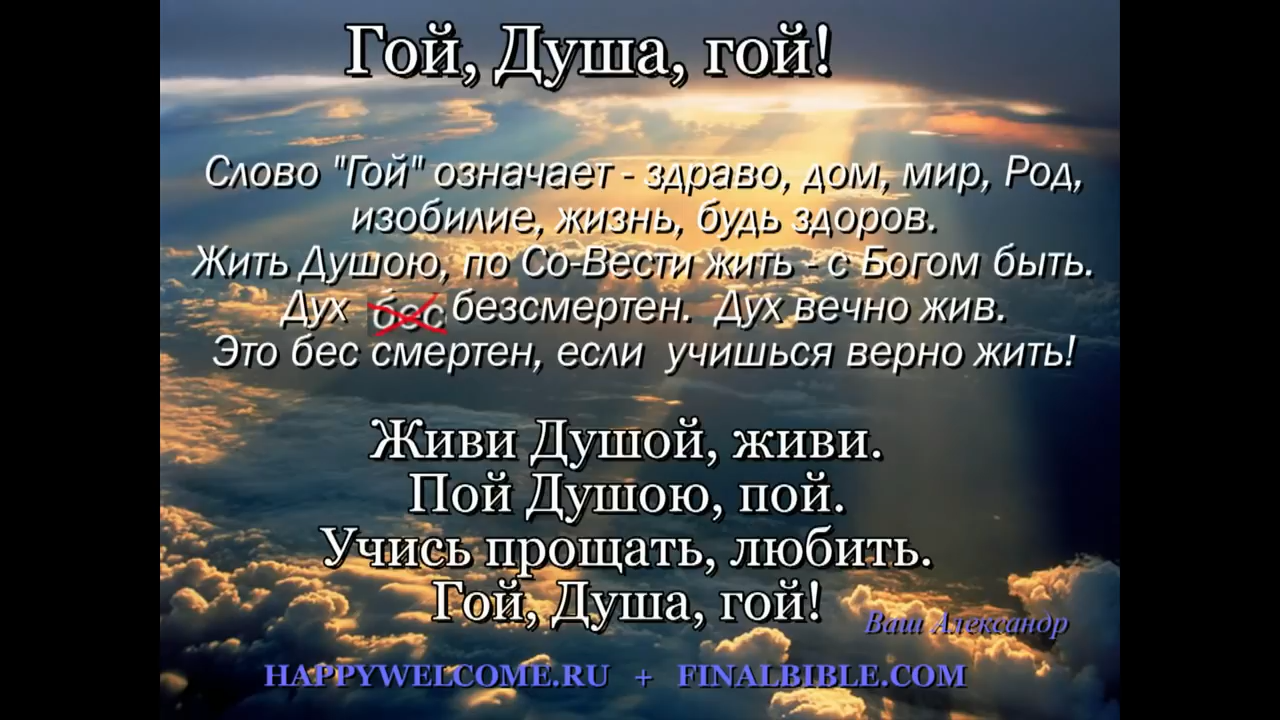 Гой, Душа, гой!
Слово "Гой" означает - здраво, дом, мир, Род,
изобилие, жизнь, будь здоров.
Жить Душою, по Со-Вести жить - с Богом быть.
Дух бес безсмертен. Дух вечно жив.
Это бес смертен, если учишься верно жить!
Живи Душой, живи.
Пой Душою, пой.
Учись прощать, любить.
Гой, Душа, гой!
Ваш Александр
HAPPYWELCOME.RU + FINALBIBLE.COM